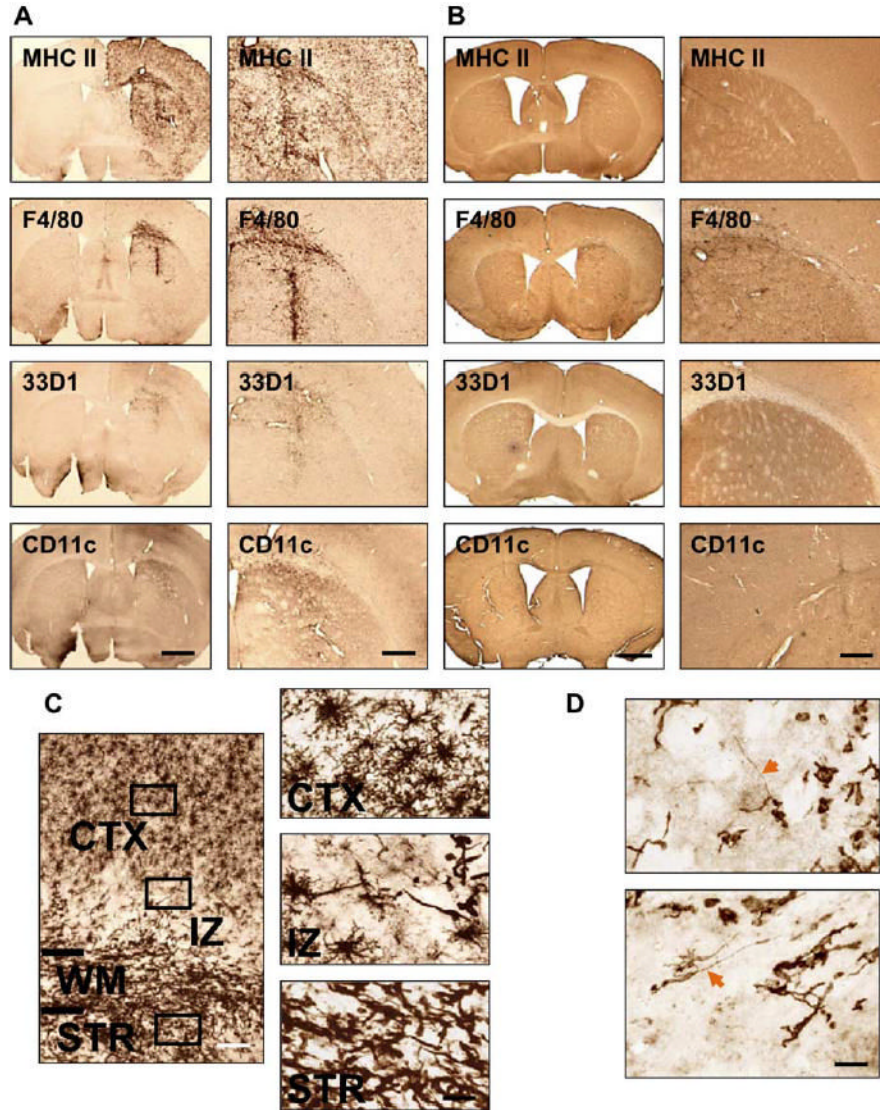 A
B
MHC II
MHC II
MHC II
MHC II
F4/80
F4/80
F4/80
F4/80
33D1
33D1
33D1
33D1
CD11c
CD11c
CD11c
CD11c
C
D
CTX
IZ
WM
STR
CTX
IZ
STR